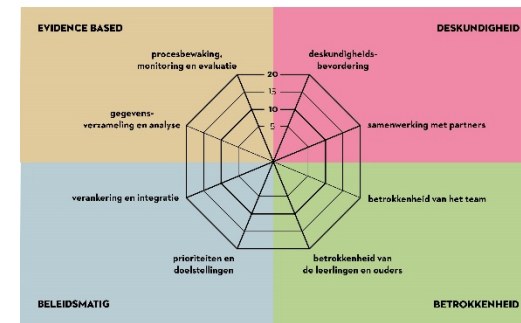 EVIDENCE BASED
DESKUNDIGHEID
procesbewaking,
monitoring en evaluatie
deskundigheids-
bevordering
20
15
10
5
gegevens-
verzameling en analyse
samenwerking met partners
verankering en integratie
betrokkenheid van het team
prioriteiten en
doelstellingen
betrokkenheid van
de leerlingen en ouders
BELEIDSMATIG
BETROKKENHEID